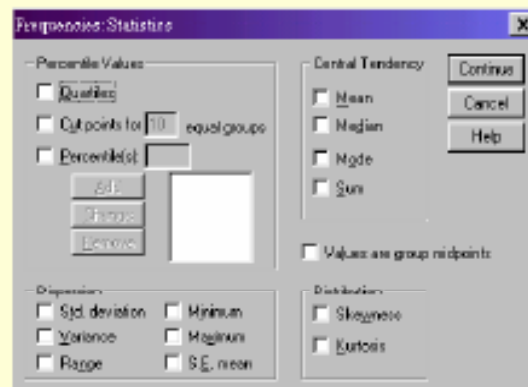 Frequencies: Statistics
Percentile Values
Quartiles
Cut points for 10 equal groups
Percentile(s):
Add
Change
Remove
Central Tendency
Mean
Median
Mode
Sum
Continue
Cancel
Help
Values are group midpoints
Dispersion
Std. deviation
Minimum
Variance
Maximum
Range
S.E. mean
Distribution
Skewness
Kurtosis